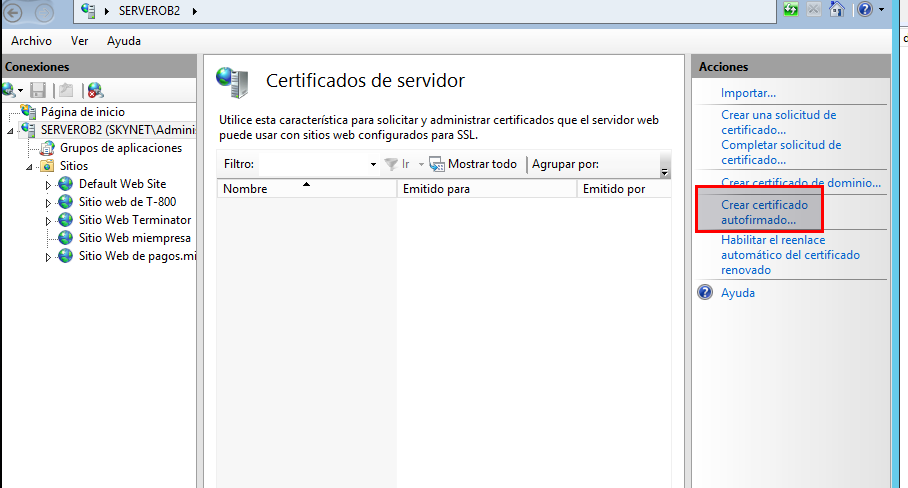 SERVEROB2
Archivo Ver Ayuda
Conexiones
Página de inicio
SERVEROB2 (SKYNET\Admini
Grupos de aplicaciones
Sitios
Default Web Site
Sitio web de T-800
Sitio Web Terminator
Sitio Web miempresa
Sitio Web de pagos.mi
Certificados de servidor
Utilice esta característica para solicitar y administrar certificados que el servidor web
puede usar con sitios web configurados para SSL.
Filtro: Ir Mostrar todo Agrupar por:
Nombre Emitido para Emitido por
Acciones
Importar...
Crear una solicitud de
certificado...
Completar solicitud de
certificado...
Crear certificado de dominio...
Crear certificado
autofirmado...
Habilitar el reenlace
automático del certificado
renovado
Ayuda